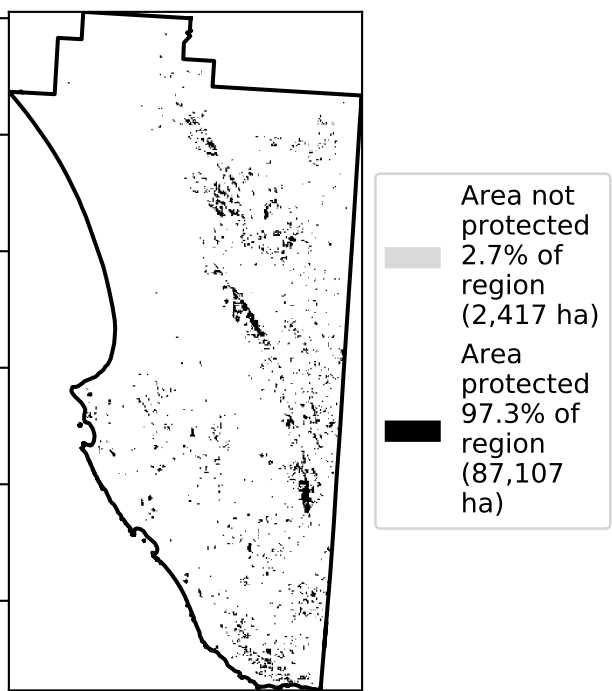 Area not
protected
2.7% of
region
(2,417 ha)
Area
protected
97.3% of
region
(87,107
ha)